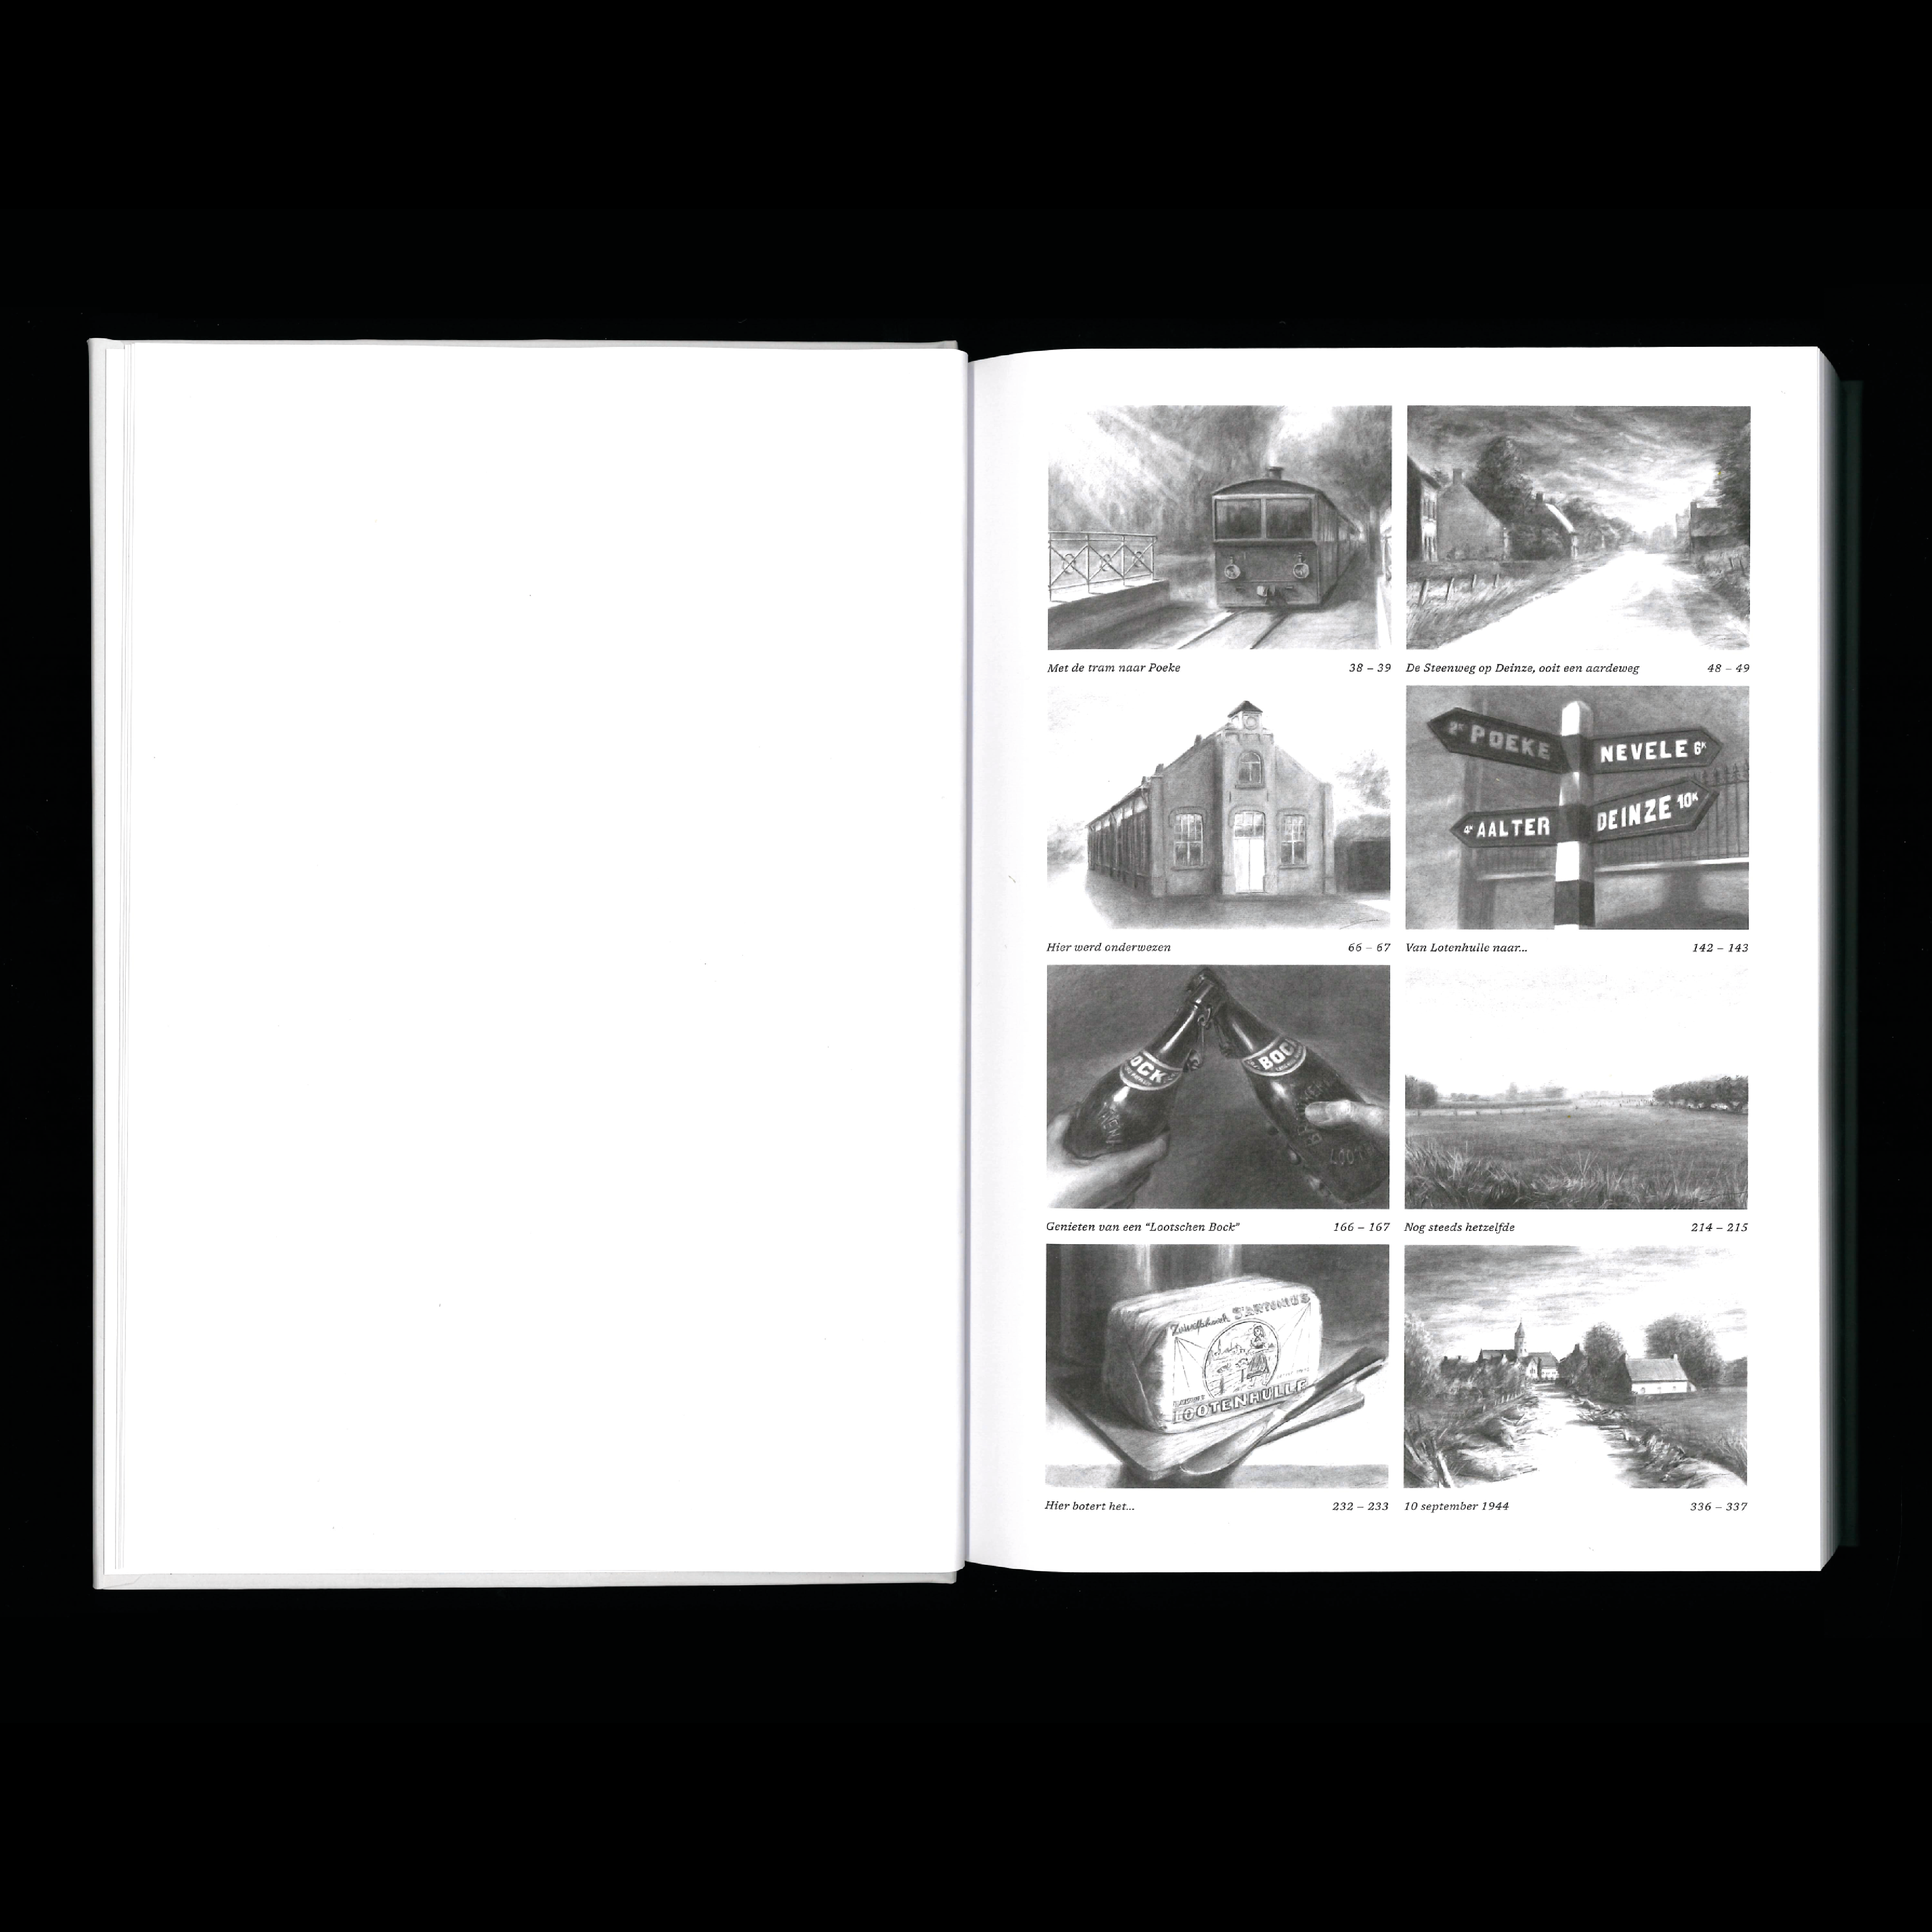 Met de tram naar Poeke 38 – 39
De Steenweg op Deinze, ooit een aardeweg 48 – 49
2K POEKE
NEVELE 6K
4K AALTER
DEINZE 10K
Hier werd onderwezen 66 – 67
Van Lotenhulle naar... 142 – 143
OCK
BOC
Genieten van een “Lootschen Bock” 166 – 167
Nog steeds hetzelfde 214 – 215
LOOTENHULLE
Hier botert het... 232 – 233
10 september 1944 336 – 337